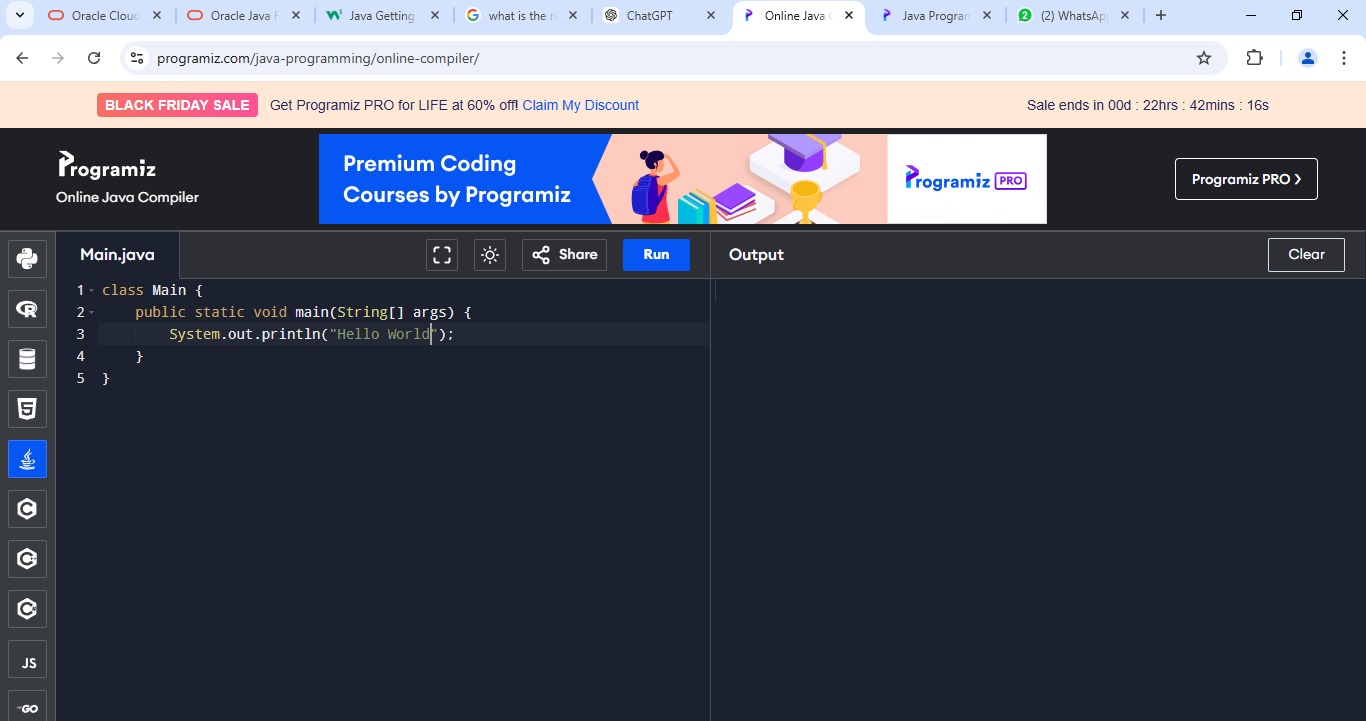 Oracle Cloud
Oracle Java
Java Getting
what is the
ChatGPT
Online Java
Java Program
(2) WhatsApp
programiz.com/java-programming/online-compiler/
BLACK FRIDAY SALE Get Programiz PRO for LIFE at 60% off! Claim My Discount
Sale ends in 00d : 22hrs : 42mins : 16s
Programiz
Online Java Compiler
Premium Coding
Courses by Programiz
Programiz PRO
Programiz PRO ❯
Main.java
Share
Run
Output
Clear
1 class Main {
2 public static void main(String[] args) {
3 System.out.println("Hello World");
4 }
5 }
JS
GO